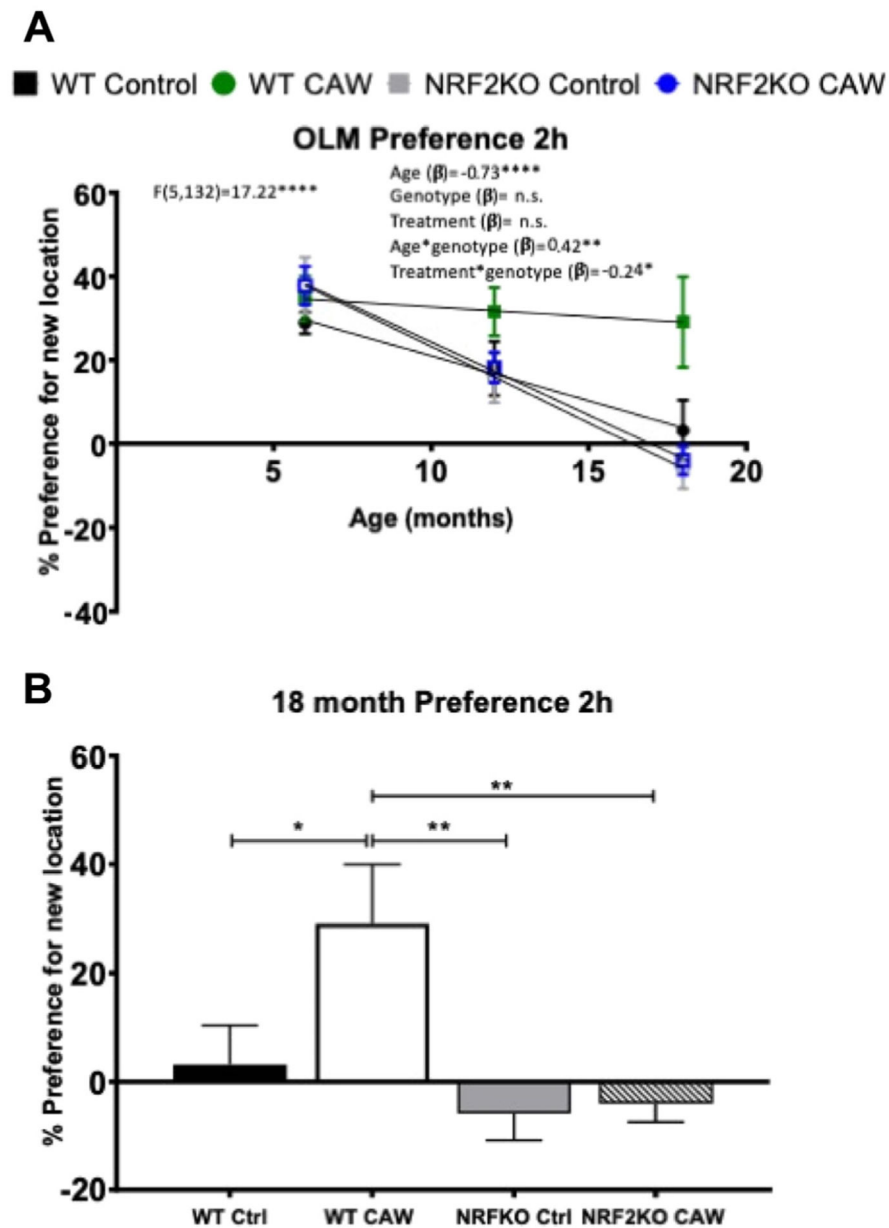 A
WT Control WT CAW NRF2KO Control NRF2KO CAW
OLM Preference 2h
F(5,132)=17.22****
Age (β)= -0.73****
Genotype (β)= n.s.
Treatment (β)= n.s.
Age*genotype (β)=0.42**
Treatment*genotype (β)= -0.24*
% Preference for new location
60
40
20
0
-20
-40
5 10 15 20
Age (months)
B
18 month Preference 2h
% Preference for new location
60
40
20
0
-20
**
* **
WT Ctrl WT CAW NRFKO Ctrl NRF2KO CAW